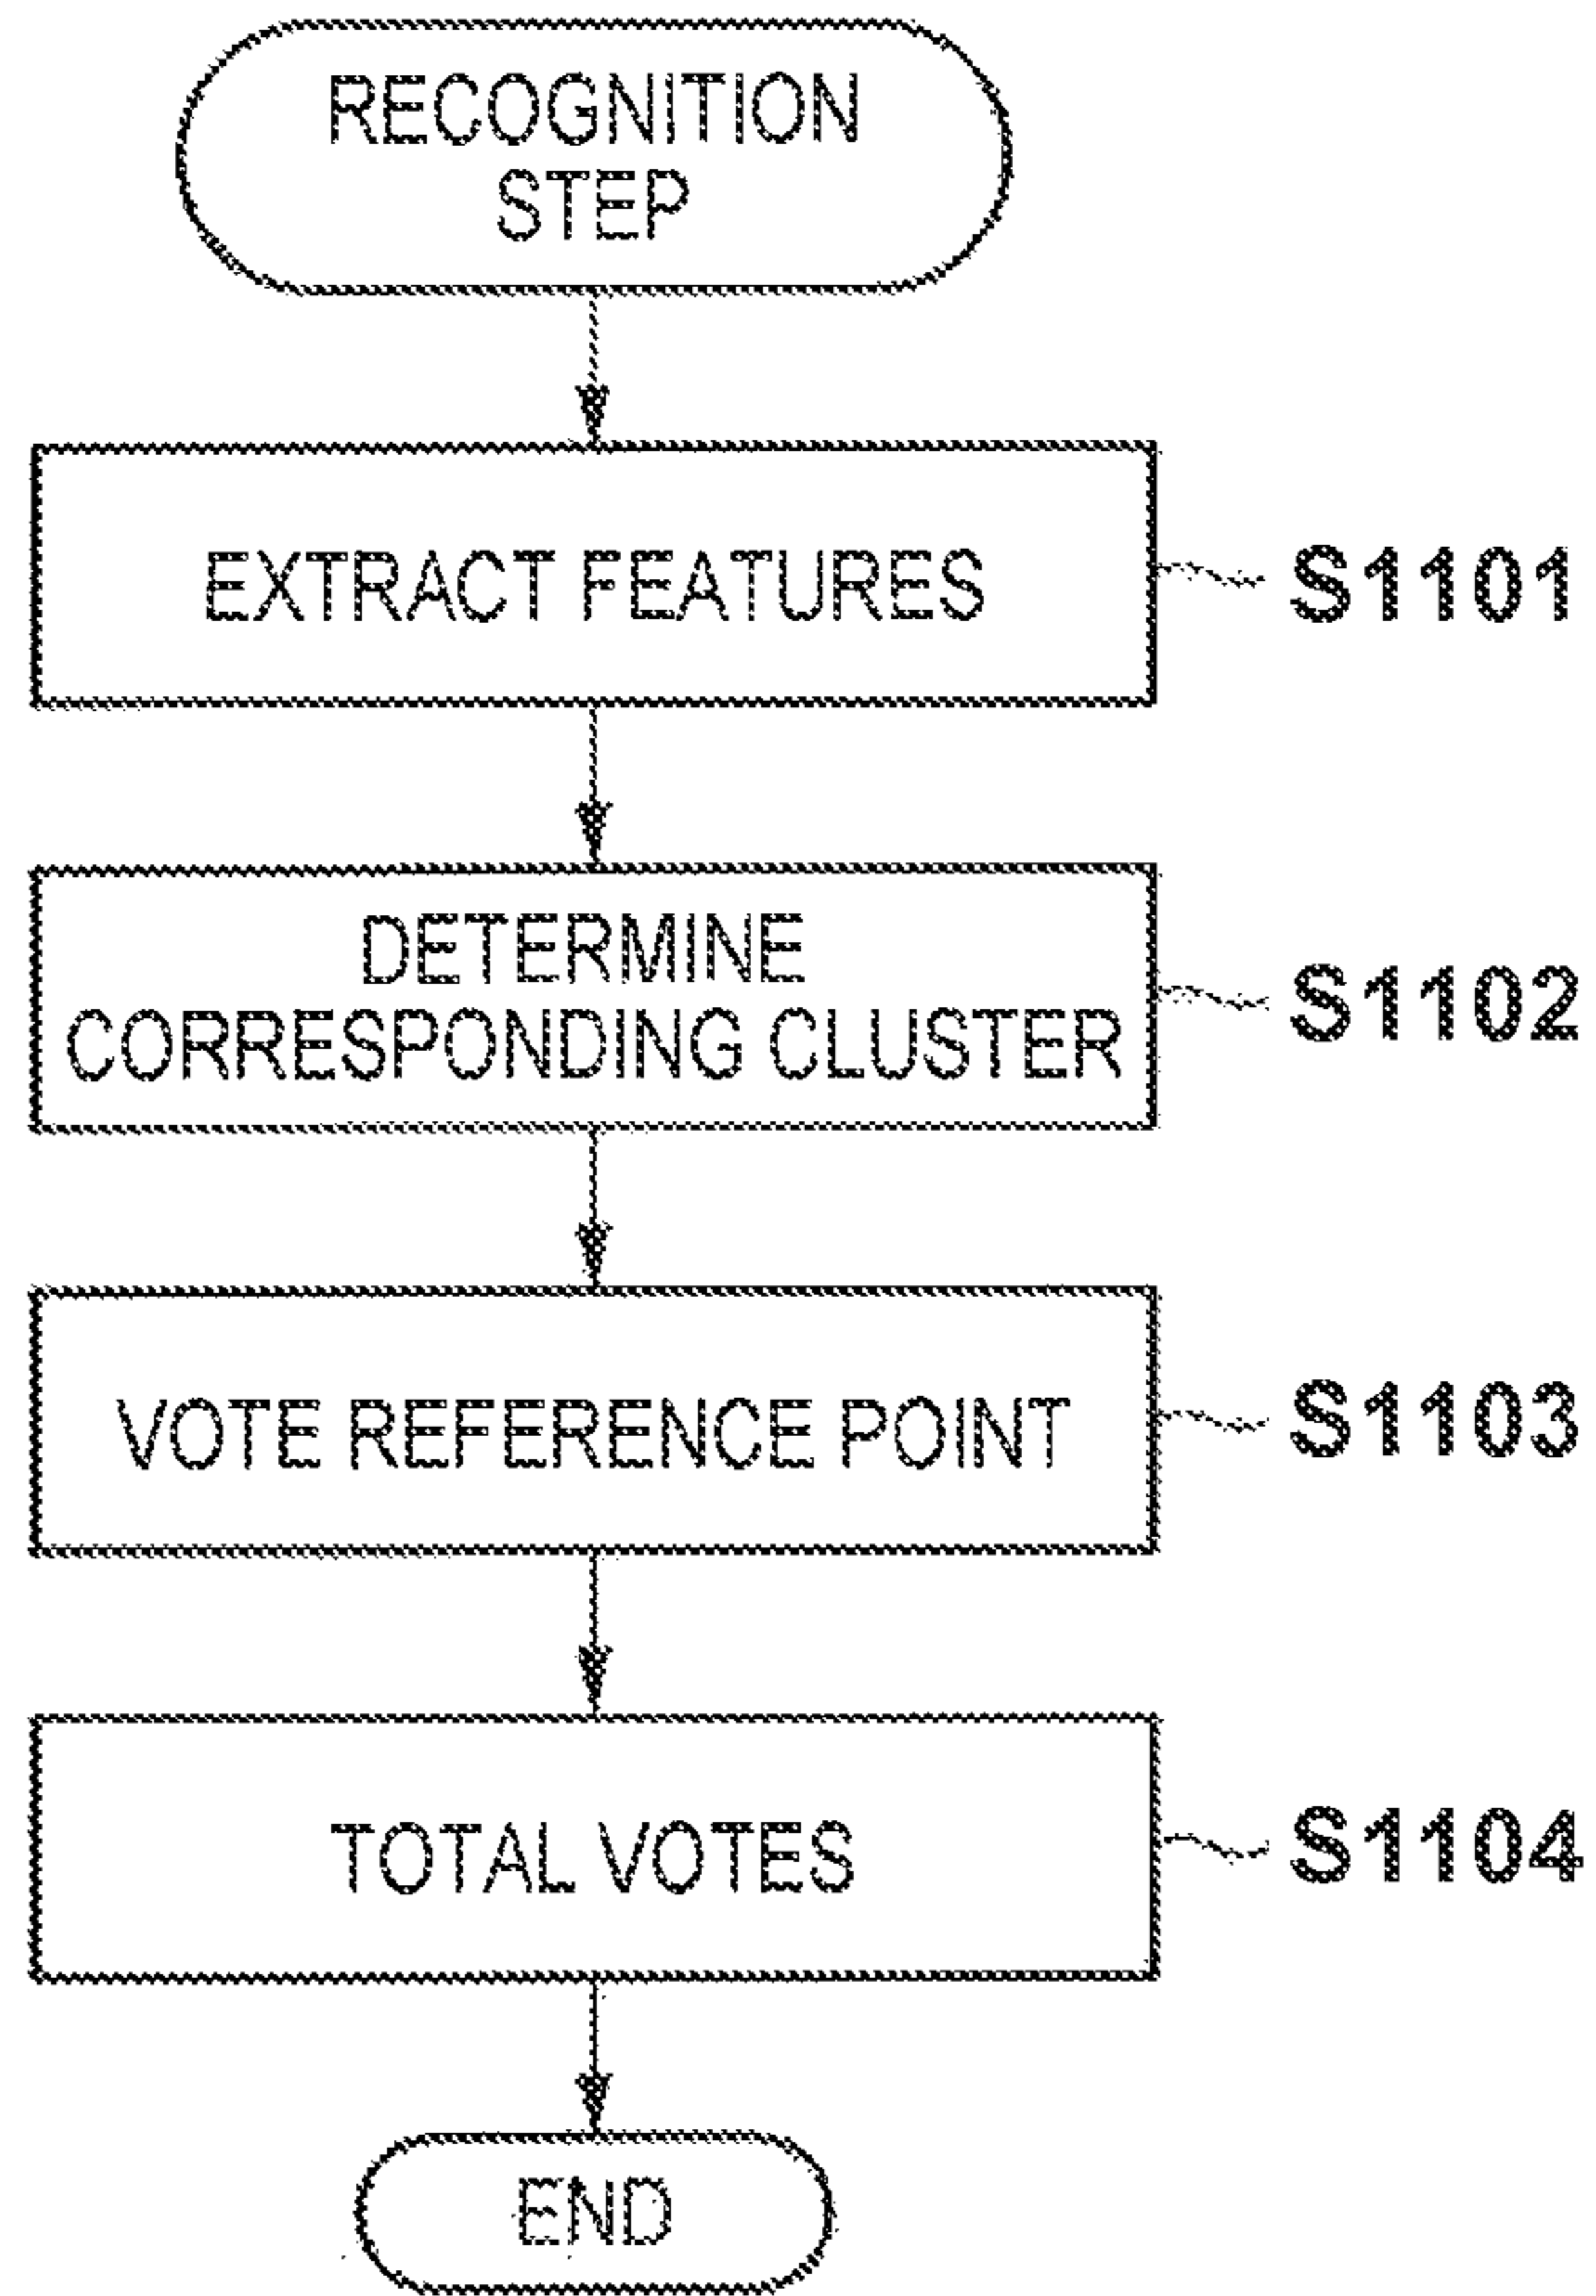 RECOGNITION
STEP
EXTRACT FEATURES
S1101
DETERMINE
CORRESPONDING CLUSTER
S1102
VOTE REFERENCE POINT
S1103
TOTAL VOTES
S1104
END